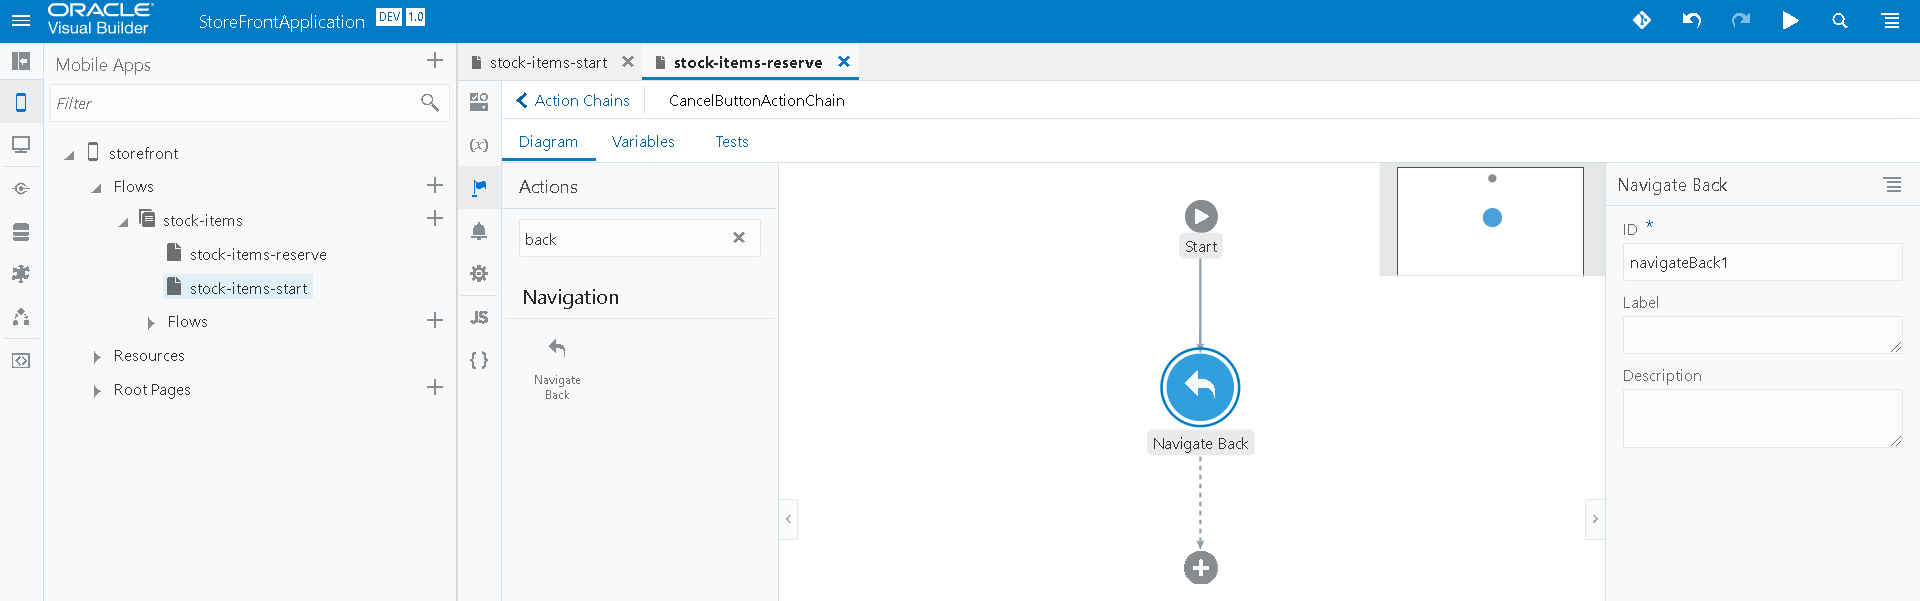 ORACLE
Visual Builder
StoreFrontApplication DEV 1.0
Mobile Apps
Filter
storefront
Flows
stock-items
stock-items-reserve
stock-items-start
Flows
Resources
Root Pages
stock-items-start
stock-items-reserve
(x)
JS
{ }
Action Chains
CancelButtonActionChain
Diagram
Variables
Tests
Actions
back
Navigation
Navigate
Back
Start
Navigate Back
Navigate Back
ID *
navigateBack1
Label
Description